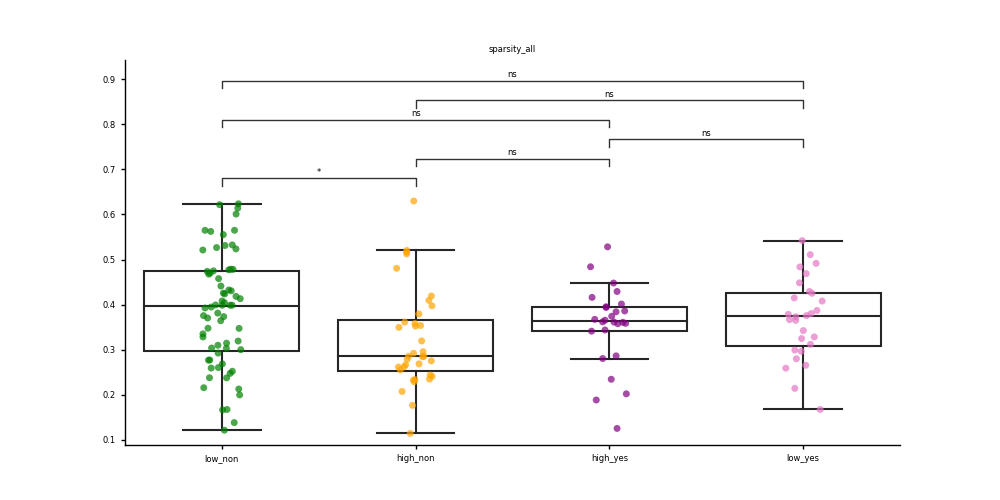 sparsity_all
0.9
0.8
0.7
0.6
0.5
0.4
0.3
0.2
0.1
ns
ns
ns
ns
ns
*
low_non
high_non
high_yes
low_yes